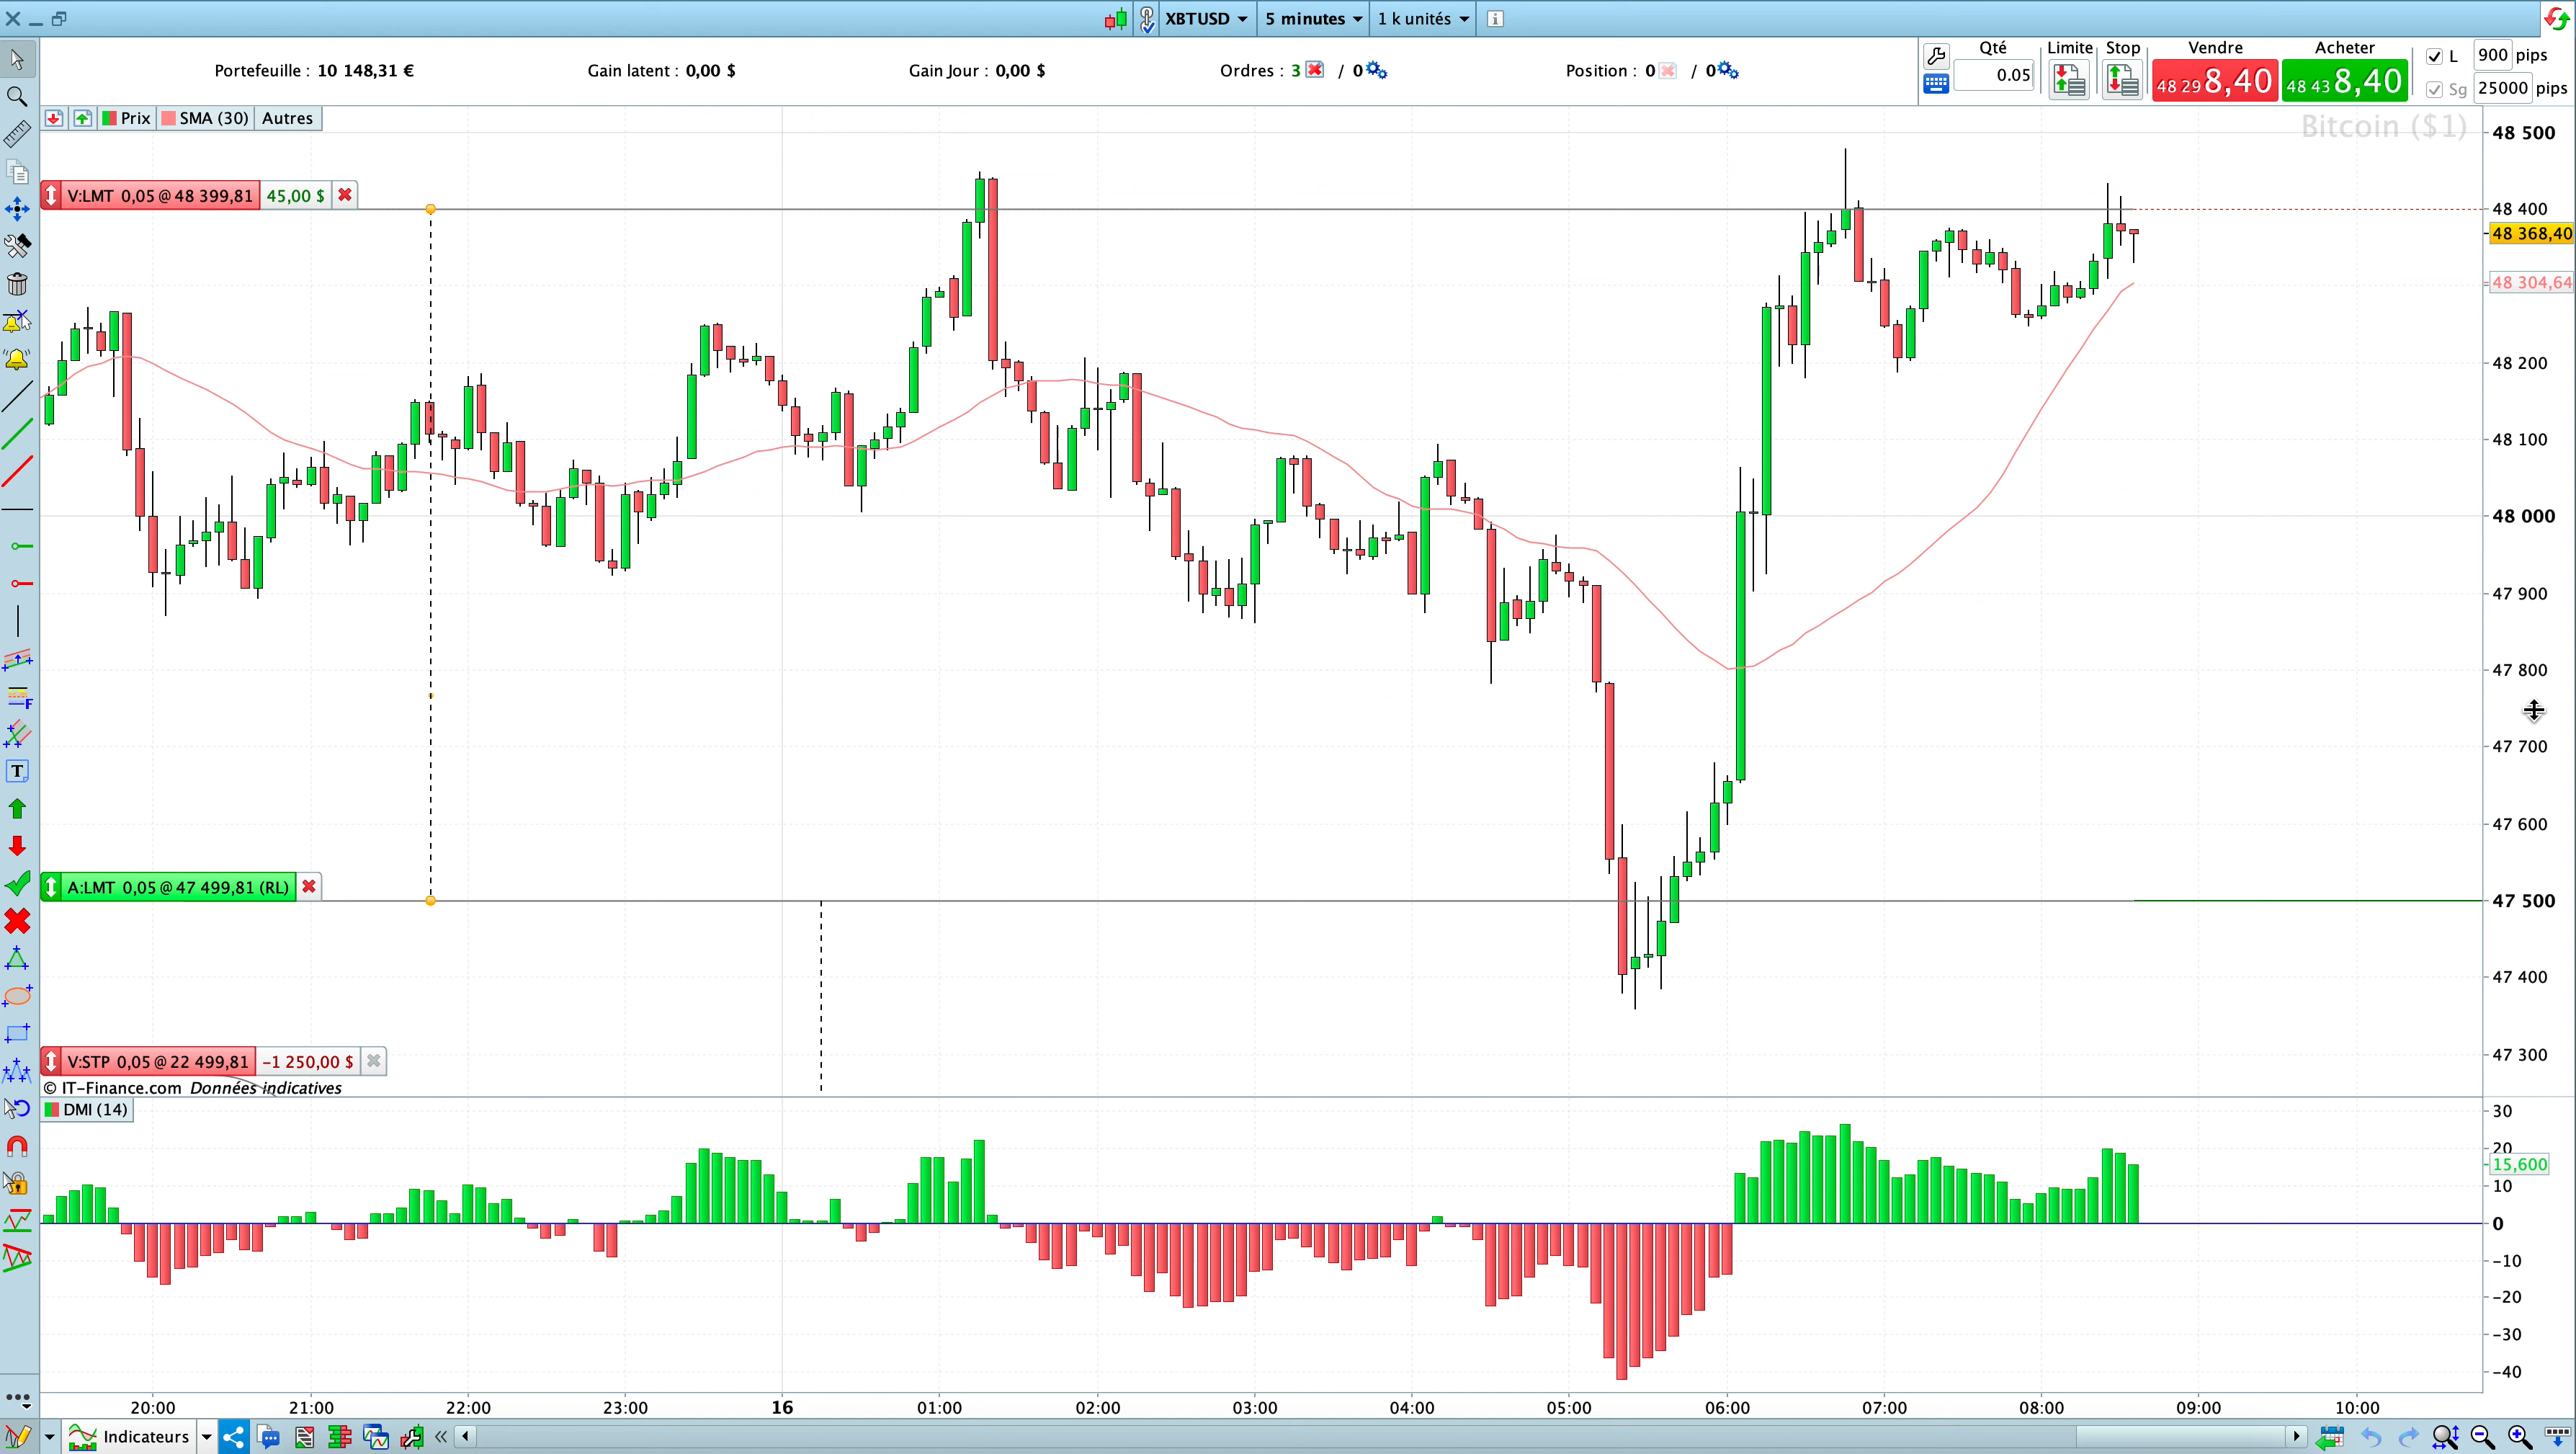 XBTUSD 5 minutes 1 k unités
Portefeuille : 10 148,31 € Gain latent : 0,00 $ Gain Jour : 0,00 $ Ordres : 3 / 0 Position : 0 / 0
Qté Limite Stop Vendre Acheter L 900 pips
0.05 48 298,40 48 438,40 Sg 25000 pips
Prix SMA (30) Autres
Bitcoin ($1)
48 500
V:LMT 0,05 @ 48 399,81 45,00 $
48 400
48 368,40
48 304,64
48 200
48 100
48 000
47 900
47 800
47 700
47 600
A:LMT 0,05 @ 47 499,81 (RL)
47 500
47 400
V:STP 0,05 @ 22 499,81 -1 250,00 $
47 300
© IT-Finance.com Données indicatives
DMI (14)
30
20
15,600
10
0
-10
-20
-30
-40
20:00 21:00 22:00 23:00 16 01:00 02:00 03:00 04:00 05:00 06:00 07:00 08:00 09:00 10:00
Indicateurs